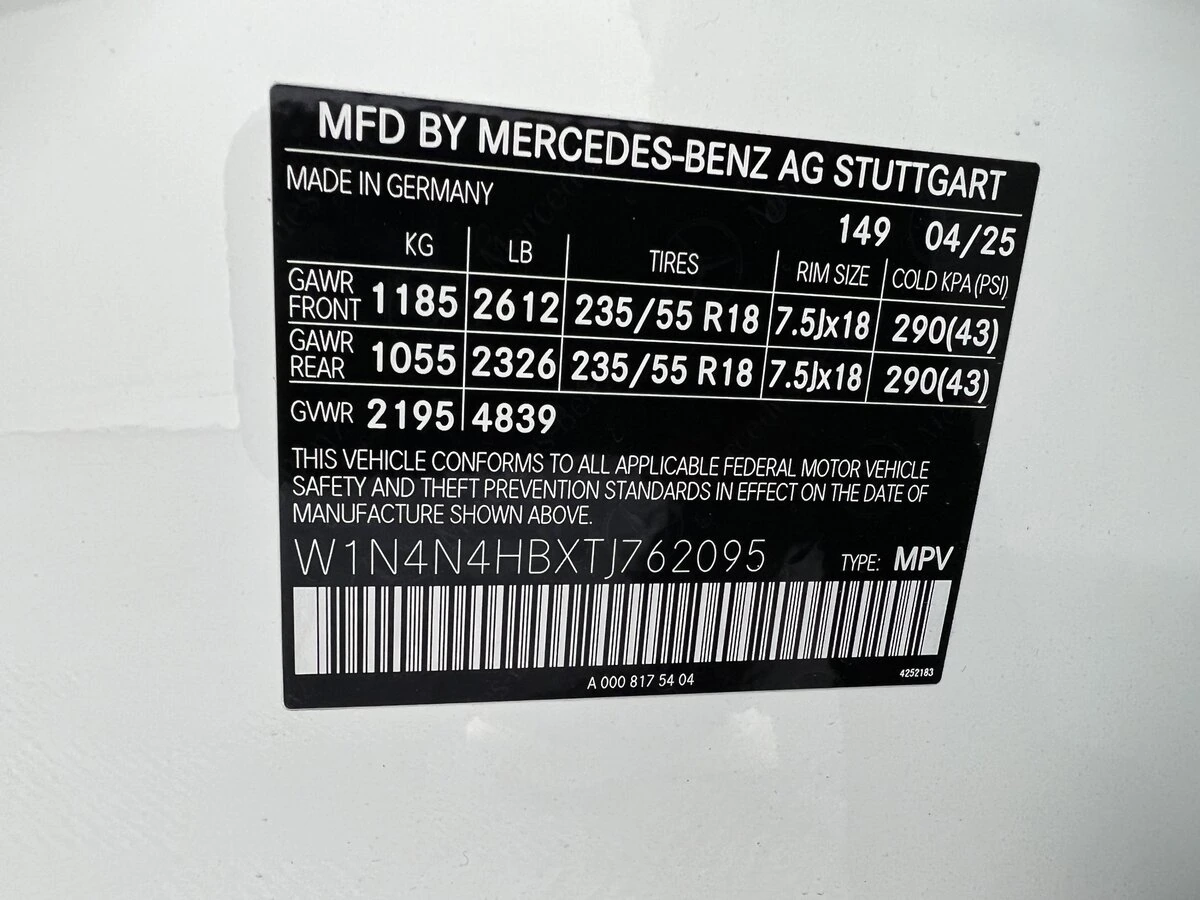 MFD BY MERCEDES-BENZ AG STUTTGART
MADE IN GERMANY
149 04/25
KG LB TIRES RIM SIZE COLD KPA (PSI)
GAWR FRONT 1185 2612 235/55 R18 7.5Jx18 290(43)
GAWR REAR 1055 2326 235/55 R18 7.5Jx18 290(43)
GVWR 2195 4839
THIS VEHICLE CONFORMS TO ALL APPLICABLE FEDERAL MOTOR VEHICLE
SAFETY AND THEFT PREVENTION STANDARDS IN EFFECT ON THE DATE OF
MANUFACTURE SHOWN ABOVE.
W1N4N4HBXTJ762095 TYPE: MPV
A 000 817 54 04 4252183